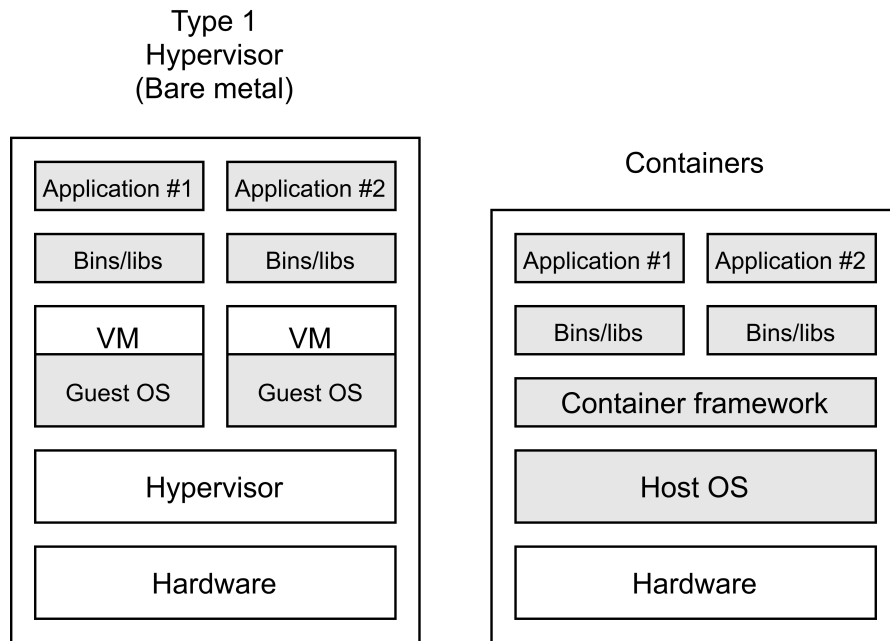 Type 1
Hypervisor
(Bare metal)
Application #1
Application #2
Bins/libs
Bins/libs
VM
VM
Guest OS
Guest OS
Hypervisor
Hardware
Containers
Application #1
Application #2
Bins/libs
Bins/libs
Container framework
Host OS
Hardware